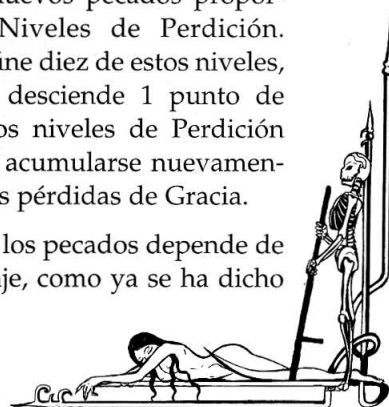 nuevos pecados propor-
Niveles de Perdición.
ine diez de estos niveles,
desciende 1 punto de
os niveles de Perdición
acumularse nuevamen-
s pérdidas de Gracia.
los pecados depende de
je, como ya se ha dicho